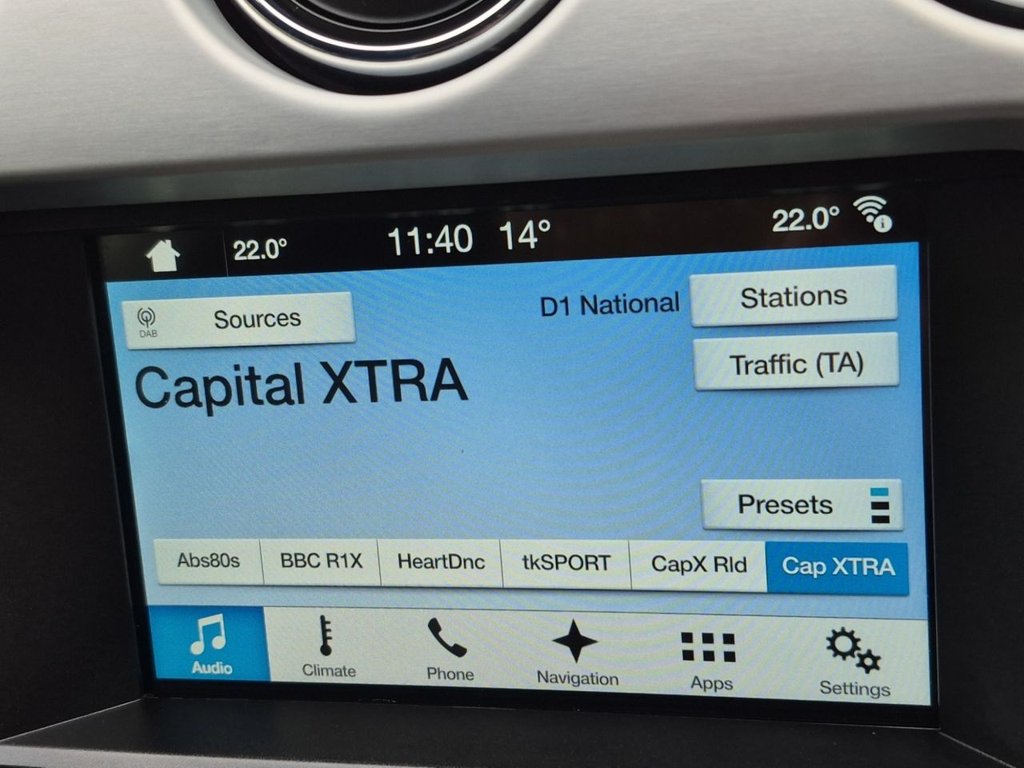 22.0° 11:40 14° 22.0°
DAB Sources D1 National Stations
Capital XTRA Traffic (TA)
Presets
Abs80s BBC R1X HeartDnc tkSPORT CapX Rld Cap XTRA
Audio Climate Phone Navigation Apps Settings